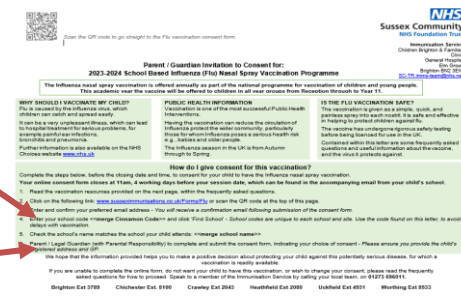 Scan the QR code to go straight to the Flu vaccination consent form.
NHS
Sussex Community
NHS Foundation Trust
Immunisation Service
Children Brighton & Families
Clinic
General Hospital
Elm Grove
Brighton BN2 3EW
Parent / Guardian Invitation to Consent for:
2023-2024 School Based Influenza (Flu) Nasal Spray Vaccination Programme
The Influenza nasal spray vaccination is offered annually as part of the national programme for vaccination of children and young people.
This academic year the vaccine will be offered to children in all year groups from Reception through to Year 11.
WHY SHOULD I VACCINATE MY CHILD?
Flu is caused by the influenza virus, which
children can catch and spread easily.
It can be a very unpleasant illness, which can lead
to hospital treatment for serious problems, for
example painful ear infections,
bronchitis and pneumonia.
Further information is also available on the NHS
Choices website www.nhs.uk
PUBLIC HEALTH INFORMATION
Vaccination is one of the most successful Public Health
Interventions.
Having the vaccination can reduce the circulation of
Influenza protect the wider community, particularly
those for whom Influenza poses a serious health risk
e.g., babies and older people.
The Influenza season in the UK is from Autumn
through to Spring.
IS THE FLU VACCINATION SAFE?
The vaccination is given as a simple, quick, and
painless spray into each nostril. It is safe and effective
in helping to protect children against flu.
The vaccine has undergone rigorous safety testing
before being licensed for use in the UK.
Contained within this letter are some frequently asked
questions and useful information about the vaccine,
and the virus it protects against.
How do I give consent for this vaccination?
Complete the steps below, before the closing date and time, to consent for your child to have the Influenza nasal spray vaccination.
Your online consent form closes at 11am, 4 working days before your session date, which can be found in the accompanying email from your child's school.
1. Read the vaccination resources provided on the next page, within the frequently asked questions.
2. Click on the following link: www.sussexcommunications.uk/Forms/Flu or scan the QR code at the top of this page.
Enter and confirm your preferred email address - You will receive a confirmation email following submission of the consent form.
4. Enter your school code <<merge Cinnamon Code>> and click 'Find School' - School codes are unique to each school and site. Use the code found on this letter, to avoid
delays with vaccination.
5. Check the school's name matches the school your child attends: <<merge school name>>
Parent / Legal Guardian (with Parental Responsibility) to complete and submit the consent form, indicating your choice of consent - Please ensure you provide the child's
registered address and GP.
We hope that the information provided helps you to make a positive decision about protecting your child against this potentially serious disease, for which a
vaccination is readily available.
If you are unable to complete the online form, do not want your child to have this vaccination, or wish to change your consent, please read the frequently
asked questions for how to proceed. Speak to a member of the Immunisation Service by calling your local team, on 01273 696011.
Brighton Ext 3789 Chichester Ext. 8100 Crawley Ext 2043 Heathfield Ext 2080 Uckfield Ext 4531 Worthing Ext 8533